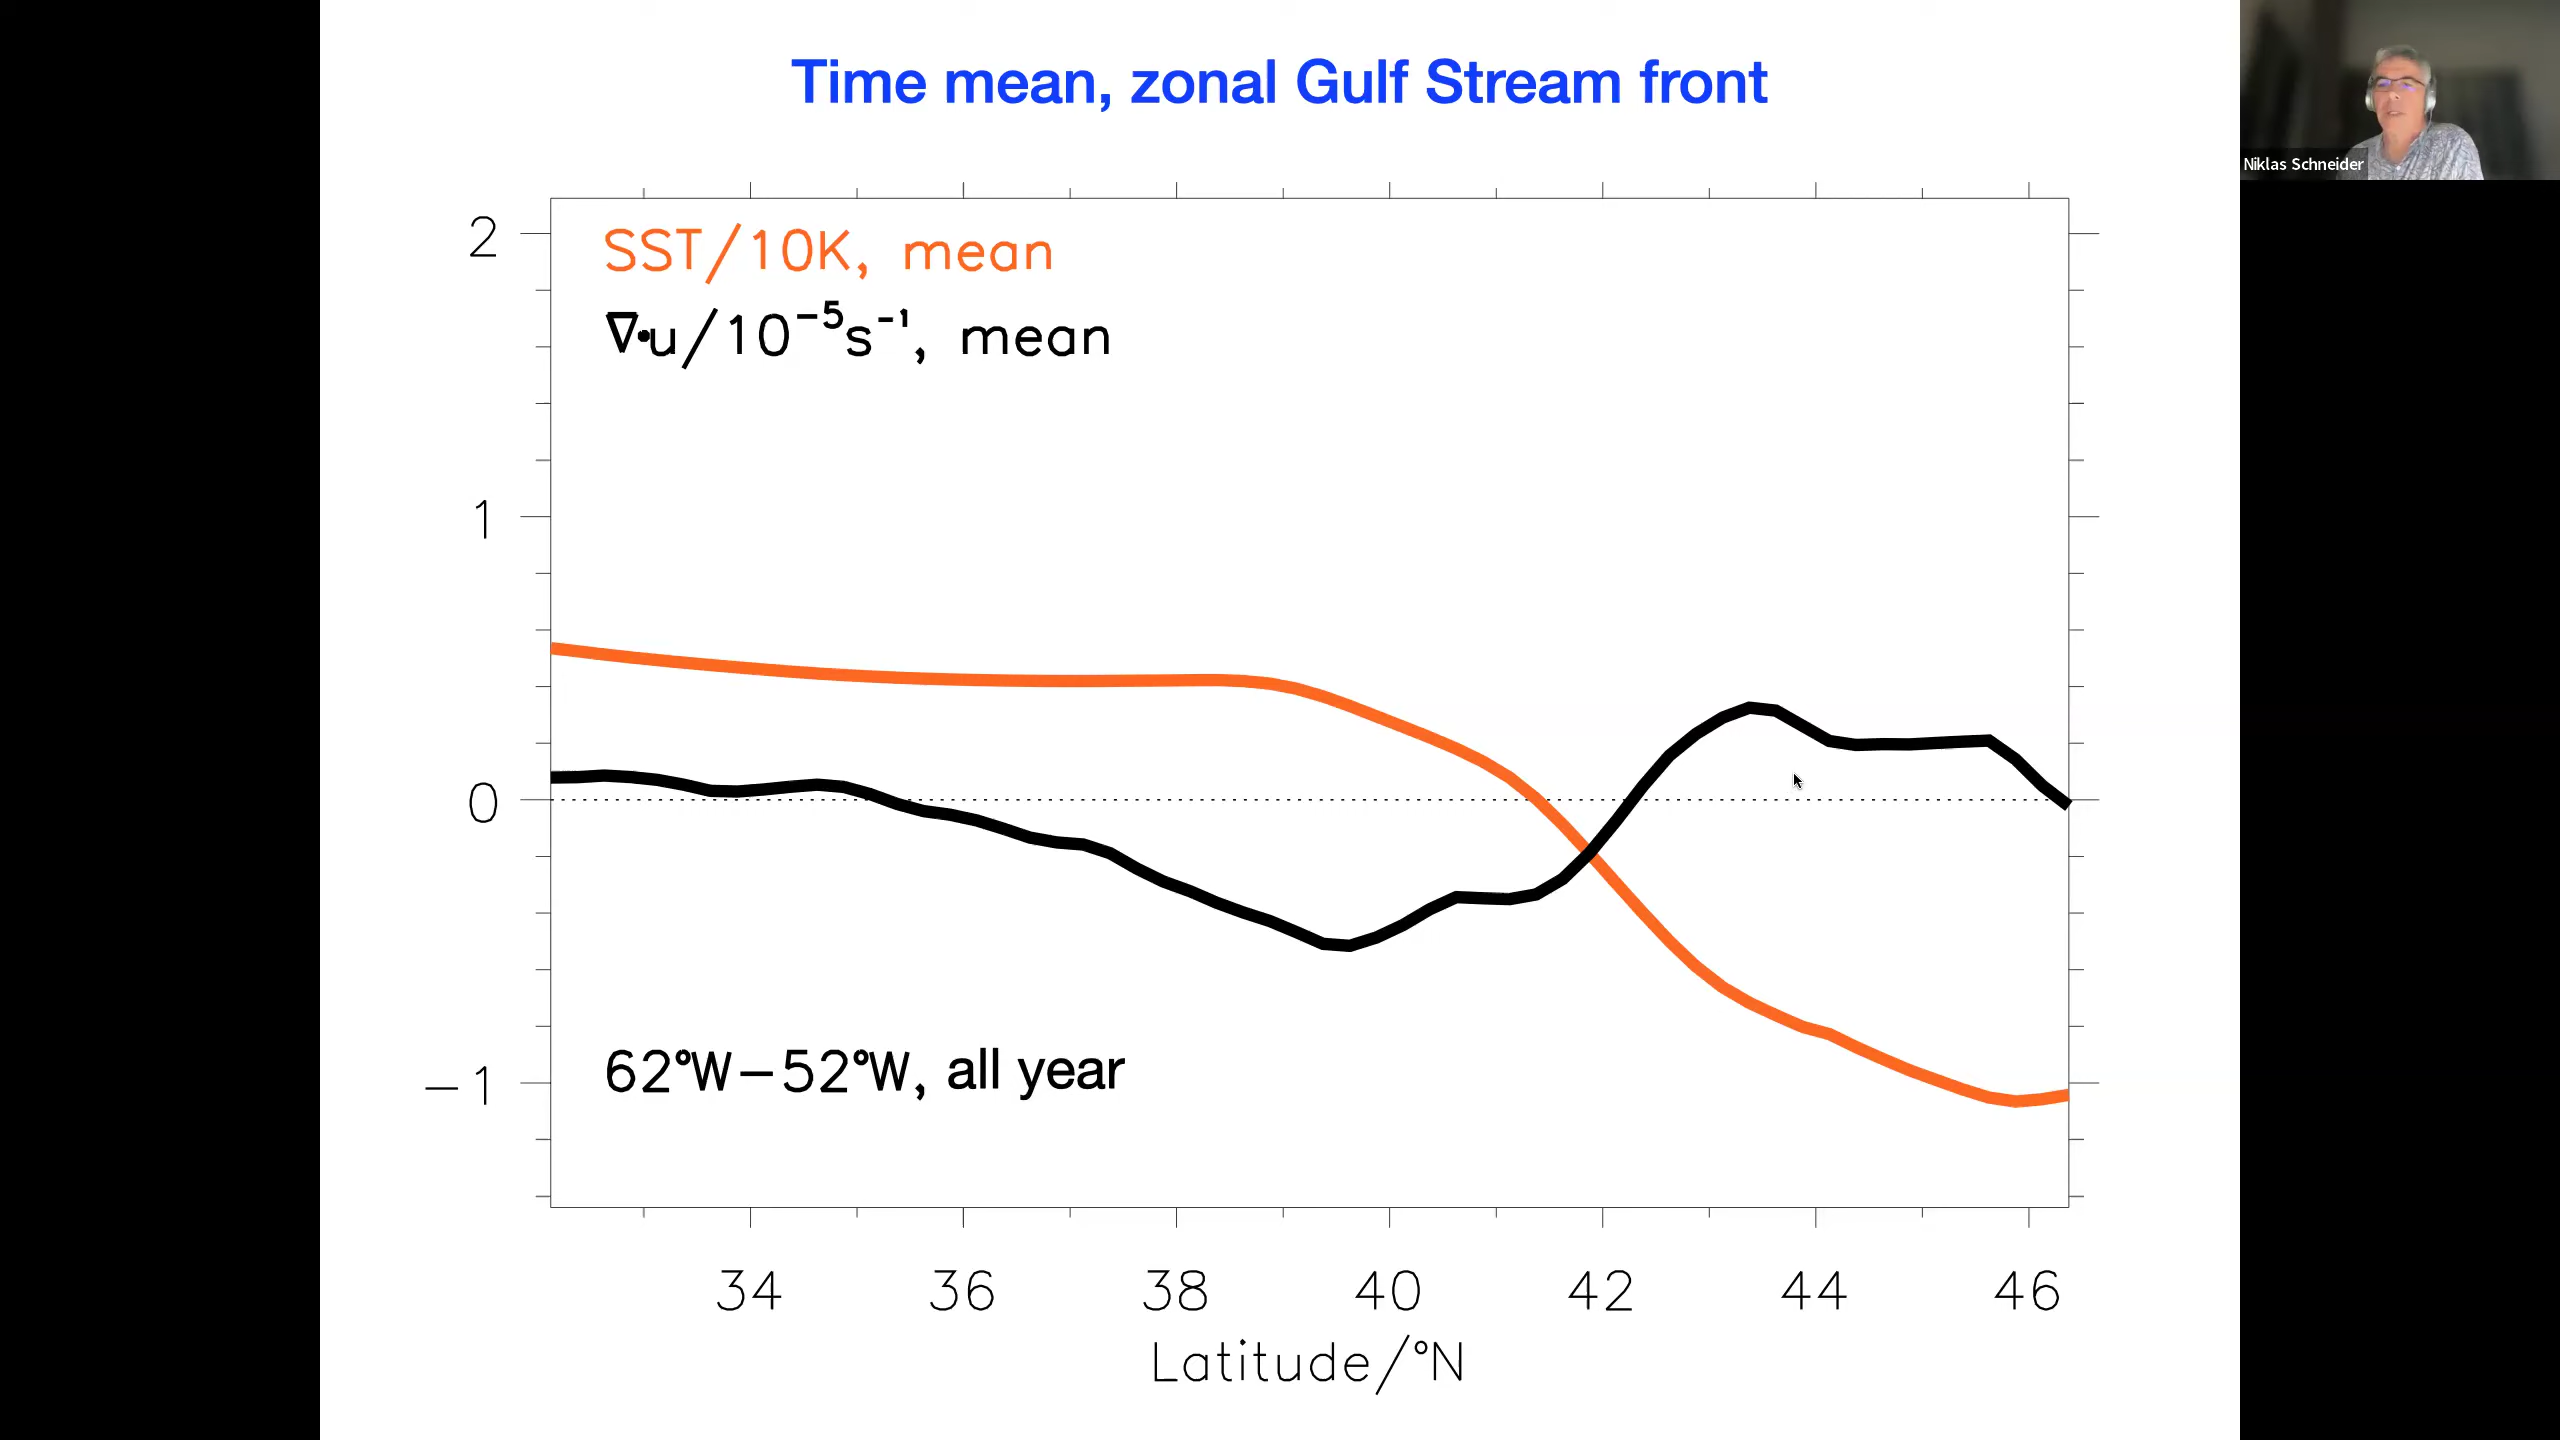 Time mean, zonal Gulf Stream front
Niklas Schneider
2
SST/10K, mean
∇·u/10⁻⁵s⁻¹, mean
1
0
62°W–52°W, all year
−1
34 36 38 40 42 44 46
Latitude/°N